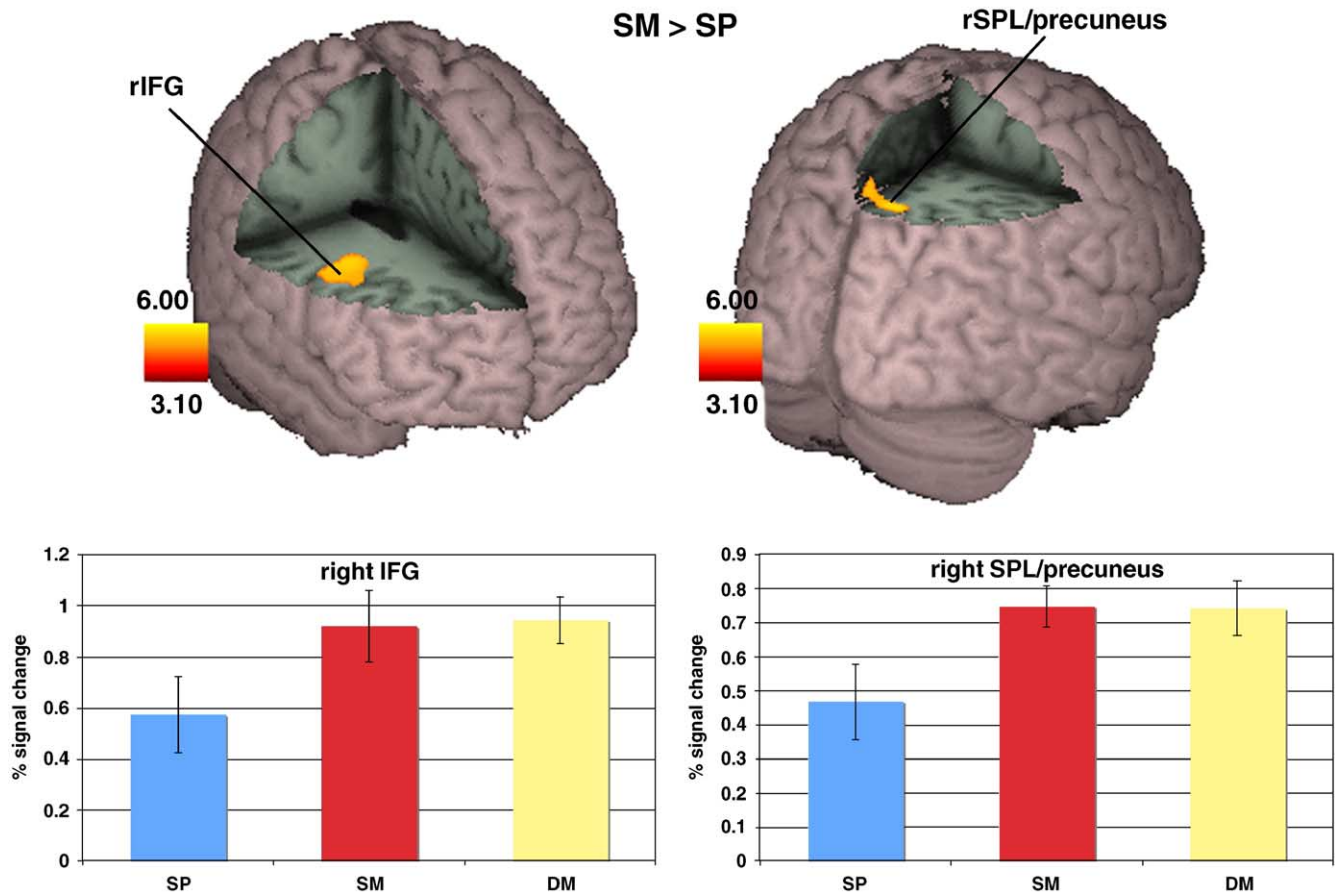 SM > SP
rSPL/precuneus
rIFG
6.00
3.10
6.00
3.10
right IFG
% signal change
1.2
1
0.8
0.6
0.4
0.2
0
SP SM DM
right SPL/precuneus
% signal change
0.9
0.8
0.7
0.6
0.5
0.4
0.3
0.2
0.1
0
SP SM DM